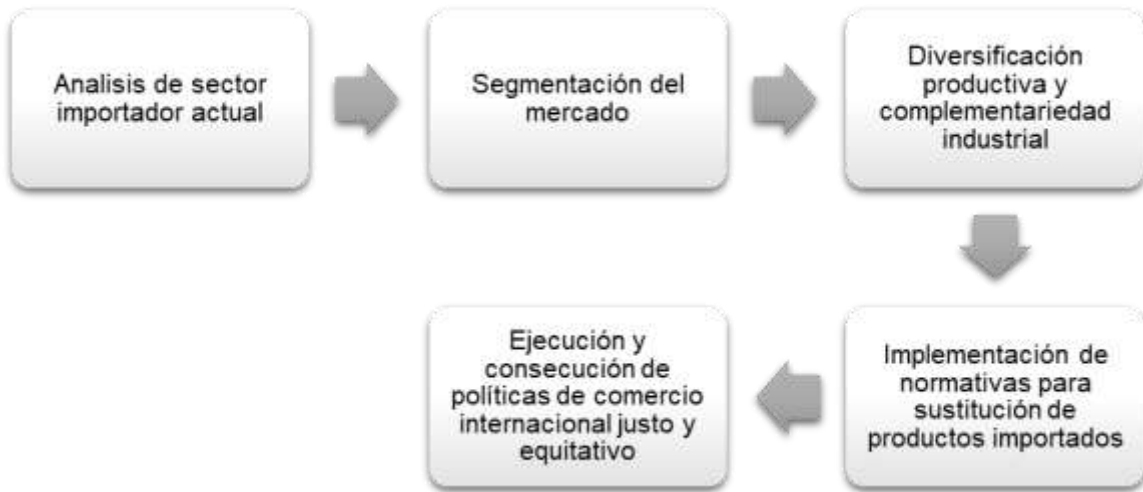 Analisis de sector
importador actual
Segmentación del
mercado
Diversificación
productiva y
complementariedad
industrial
Implementación de
normativas para
sustitución de
productos importados
Ejecución y
consecución de
políticas de comercio
internacional justo y
equitativo